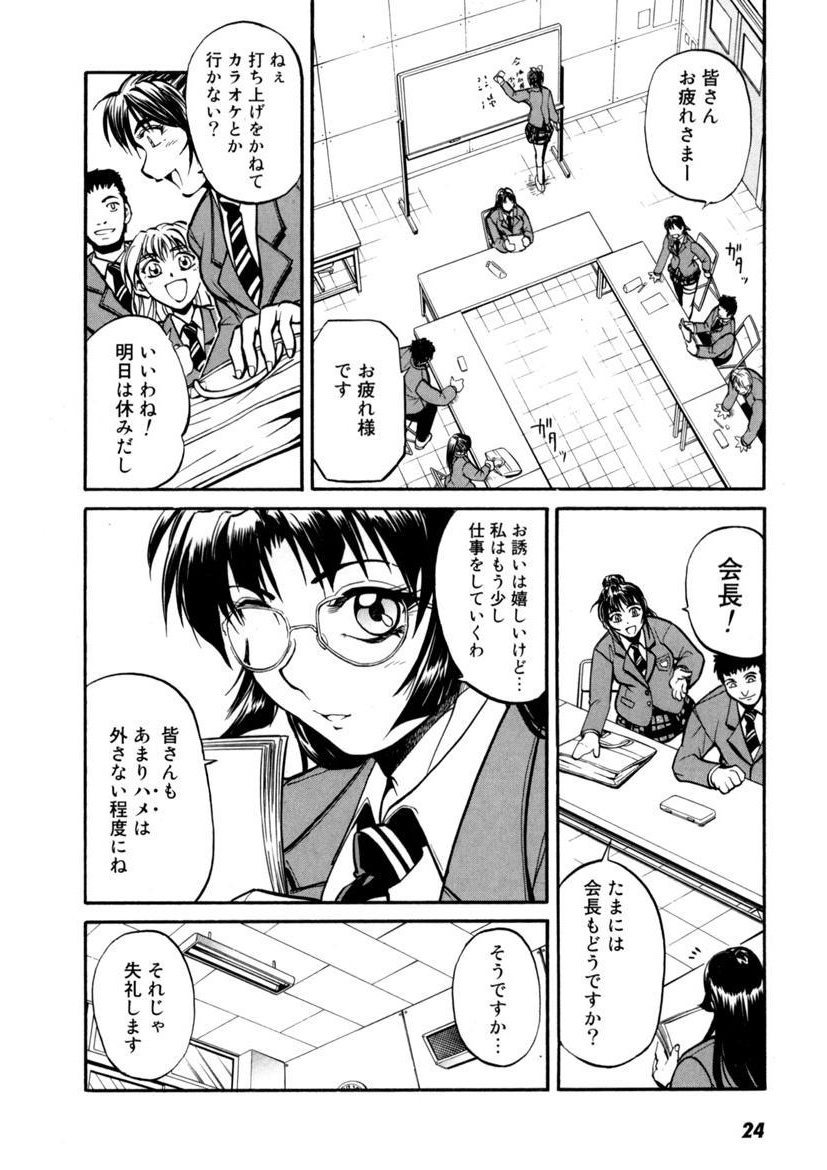 皆さん
お疲れさまー
ガタッ
お疲れ様
です
ガタ
ねぇ
打ち上げをかねて
カラオケとか
行かない？
いいわね！
明日は休みだし
会長！
たまには
会長もどうですか？
お誘いは嬉しいけど…
私はもう少し
仕事をしていくわ
皆さんも
あまりハメは
外さない程度にね
そうですか…
それじゃ
失礼します
24